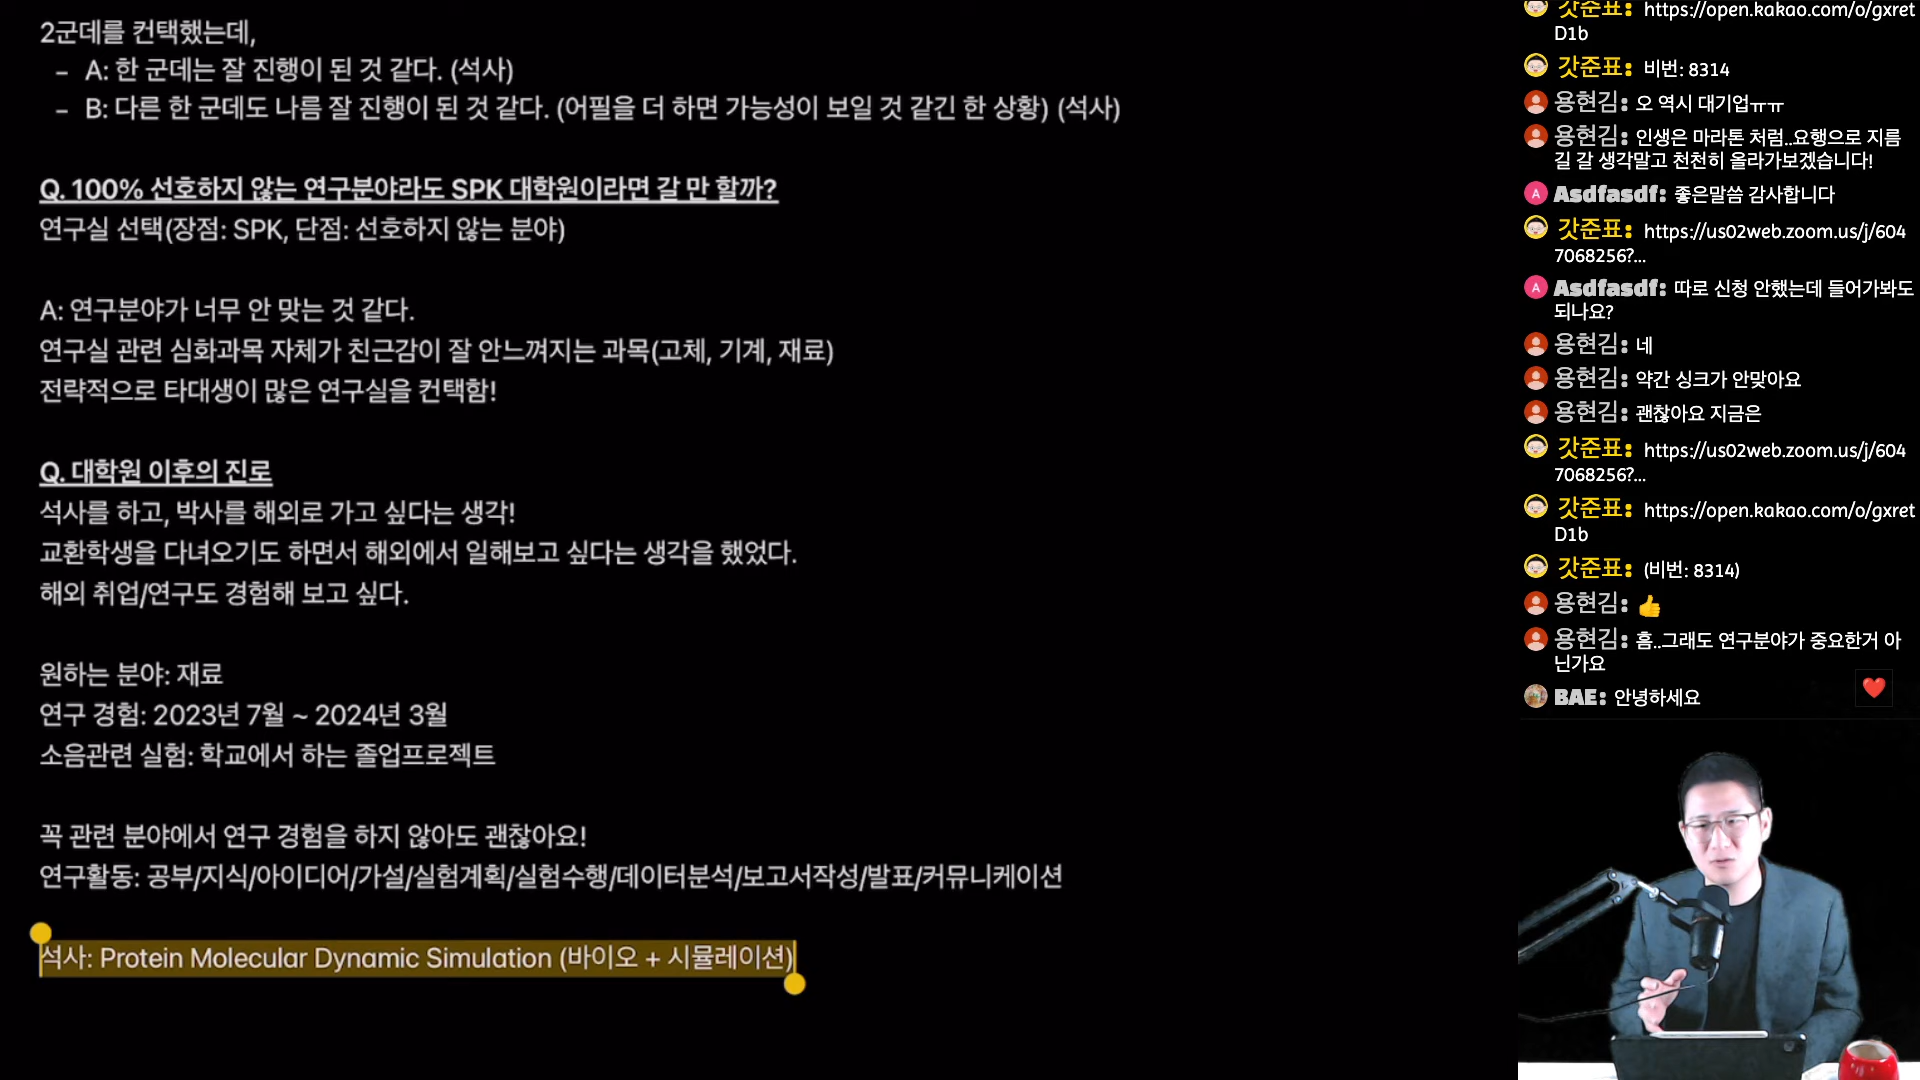 2군데를 컨택했는데,
– A: 한 군데는 잘 진행이 된 것 같다. (석사)
– B: 다른 한 군데도 나름 잘 진행이 된 것 같다. (어필을 더 하면 가능성이 보일 것 같긴 한 상황) (석사)
Q. 100% 선호하지 않는 연구분야라도 SPK 대학원이라면 갈 만 할까?
연구실 선택(장점: SPK, 단점: 선호하지 않는 분야)
A: 연구분야가 너무 안 맞는 것 같다.
연구실 관련 심화과목 자체가 친근감이 잘 안느껴지는 과목(고체, 기계, 재료)
전략적으로 타대생이 많은 연구실을 컨택함!
Q. 대학원 이후의 진로
석사를 하고, 박사를 해외로 가고 싶다는 생각!
교환학생을 다녀오기도 하면서 해외에서 일해보고 싶다는 생각을 했었다.
해외 취업/연구도 경험해 보고 싶다.
원하는 분야: 재료
연구 경험: 2023년 7월 ~ 2024년 3월
소음관련 실험: 학교에서 하는 졸업프로젝트
꼭 관련 분야에서 연구 경험을 하지 않아도 괜찮아요!
연구활동: 공부/지식/아이디어/가설/실험계획/실험수행/데이터분석/보고서작성/발표/커뮤니케이션
석사: Protein Molecular Dynamic Simulation (바이오 + 시뮬레이션)
갓준표: https://open.kakao.com/o/gxret
D1b
갓준표: 비번: 8314
용현김: 오 역시 대기업ㅠㅠ
용현김: 인생은 마라톤 처럼..요행으로 지름
길 갈 생각말고 천천히 올라가보겠습니다!
A Asdfasdf: 좋은말씀 감사합니다
갓준표: https://us02web.zoom.us/j/604
7068256?...
A Asdfasdf: 따로 신청 안했는데 들어가봐도
되나요?
용현김: 네
용현김: 약간 싱크가 안맞아요
용현김: 괜찮아요 지금은
갓준표: https://us02web.zoom.us/j/604
7068256?...
갓준표: https://open.kakao.com/o/gxret
D1b
갓준표: (비번: 8314)
용현김: 👍
용현김: 흠..그래도 연구분야가 중요한거 아
닌가요
BAE: 안녕하세요